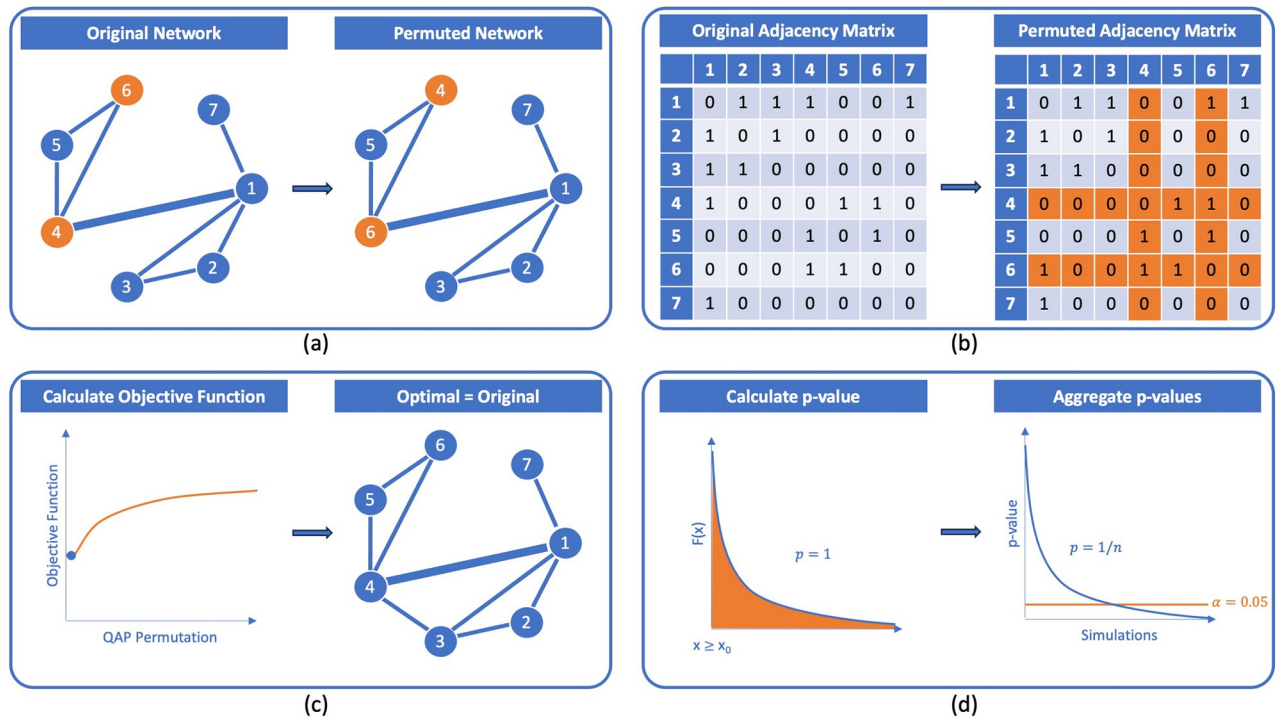 Original Network
Permuted Network
6
7
5
1
4
2
3
4
7
5
1
6
2
3
(a)
Original Adjacency Matrix
Permuted Adjacency Matrix
1 2 3 4 5 6 7
1 0 1 1 1 0 0 1
2 1 0 1 0 0 0 0
3 1 1 0 0 0 0 0
4 1 0 0 0 1 1 0
5 0 0 0 1 0 1 0
6 0 0 0 1 1 0 0
7 1 0 0 0 0 0 0
1 2 3 4 5 6 7
1 0 1 1 0 0 1 1
2 1 0 1 0 0 0 0
3 1 1 0 0 0 0 0
4 0 0 0 0 1 1 0
5 0 0 0 1 0 1 0
6 1 0 0 1 1 0 0
7 1 0 0 0 0 0 0
(b)
Calculate Objective Function
Optimal = Original
Objective Function
QAP Permutation
6
7
5
1
4
2
3
(c)
Calculate p-value
Aggregate p-values
F(x)
p = 1
x ≥ x₀
p-value
p = 1/n
α = 0.05
Simulations
(d)